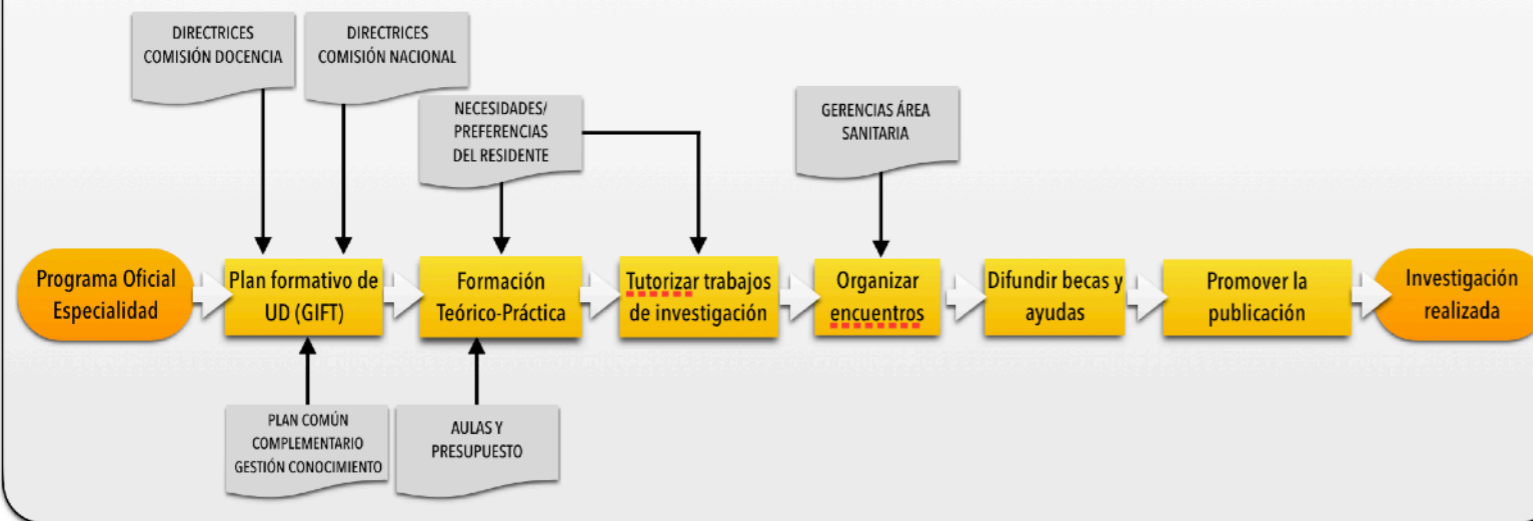 DIRECTRICES
COMISIÓN DOCENCIA
DIRECTRICES
COMISIÓN NACIONAL
NECESIDADES/
PREFERENCIAS
DEL RESIDENTE
GERENCIAS ÁREA
SANITARIA
Programa Oficial
Especialidad
Plan formativo de
UD (GIFT)
Formación
Teórico-Práctica
Tutorizar trabajos
de investigación
Organizar
encuentros
Difundir becas y
ayudas
Promover la
publicación
Investigación
realizada
PLAN COMÚN
COMPLEMENTARIO
GESTIÓN CONOCIMIENTO
AULAS Y
PRESUPUESTO